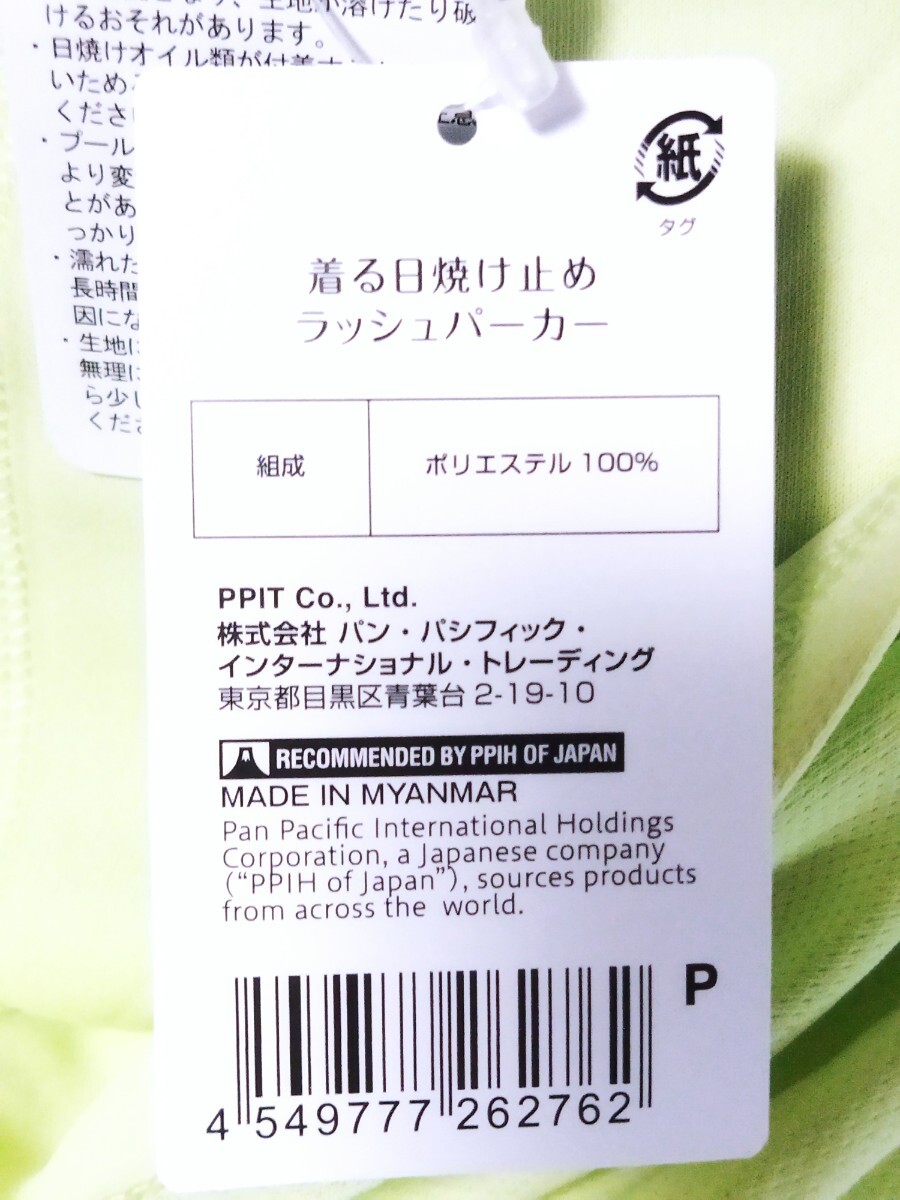 けるおそれがあります。
・日焼けオイル類が付着
いため
くださ
・プール
より変
とがあ
っかり
・濡れた
長時間
因にな
・生地に
無理に
ら少し
くださ
紙
タグ
着る日焼け止め
ラッシュパーカー
組成
ポリエステル 100%
PPIT Co., Ltd.
株式会社 パン・パシフィック・
インターナショナル・トレーディング
東京都目黒区青葉台 2-19-10
RECOMMENDED BY PPIH OF JAPAN
MADE IN MYANMAR
Pan Pacific International Holdings
Corporation, a Japanese company
(“PPIH of Japan”), sources products
from across the world.
P
4 549777 262762